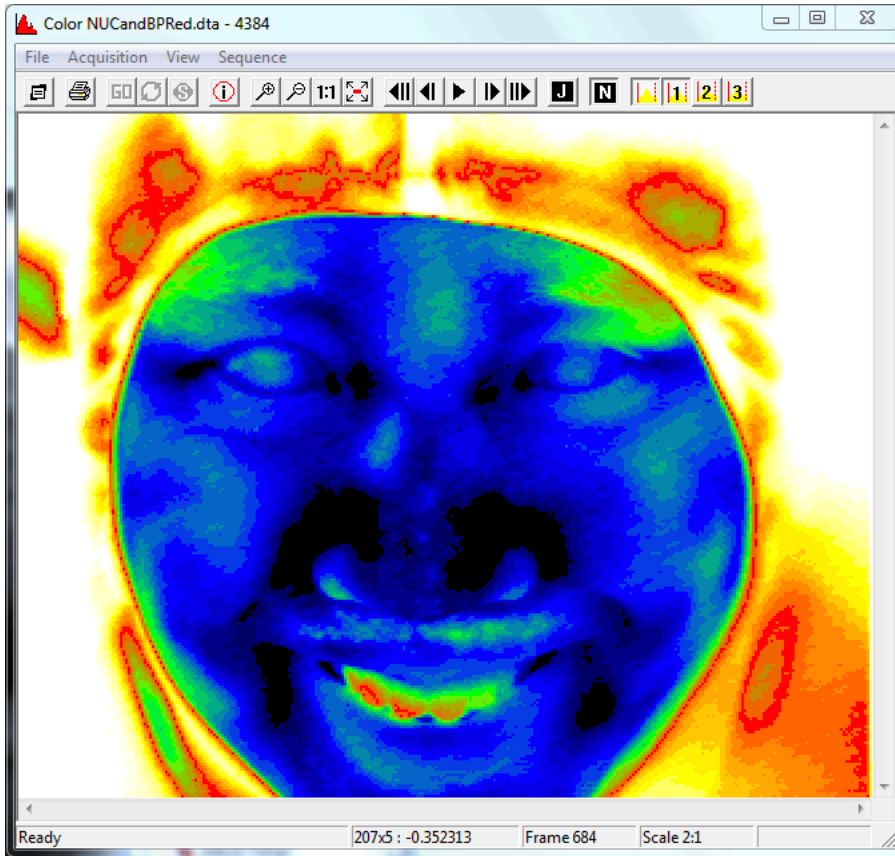 Color NUCandBPRed.dta - 4384
File Acquisition View Sequence
GO S i 1:1 J N 1 2 3
Ready 207x5 : -0.352313 Frame 684 Scale 2:1